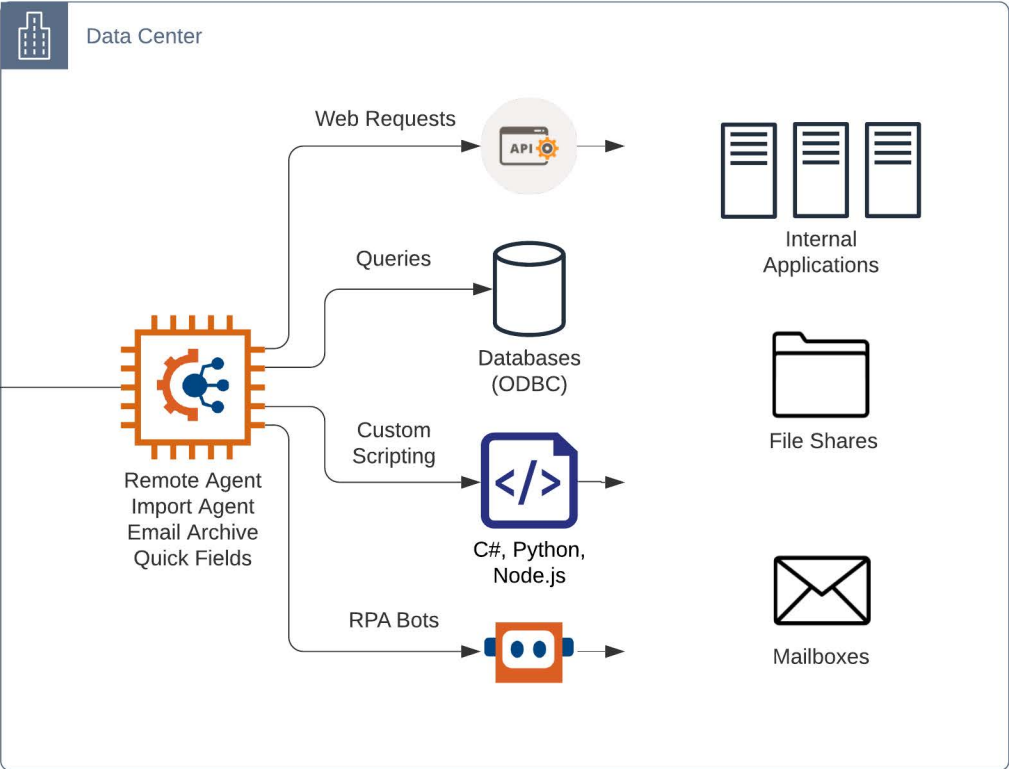 Data Center
Web Requests
API
Queries
Databases
(ODBC)
Custom
Scripting
</>
C#, Python,
Node.js
RPA Bots
Remote Agent
Import Agent
Email Archive
Quick Fields
Internal
Applications
File Shares
Mailboxes